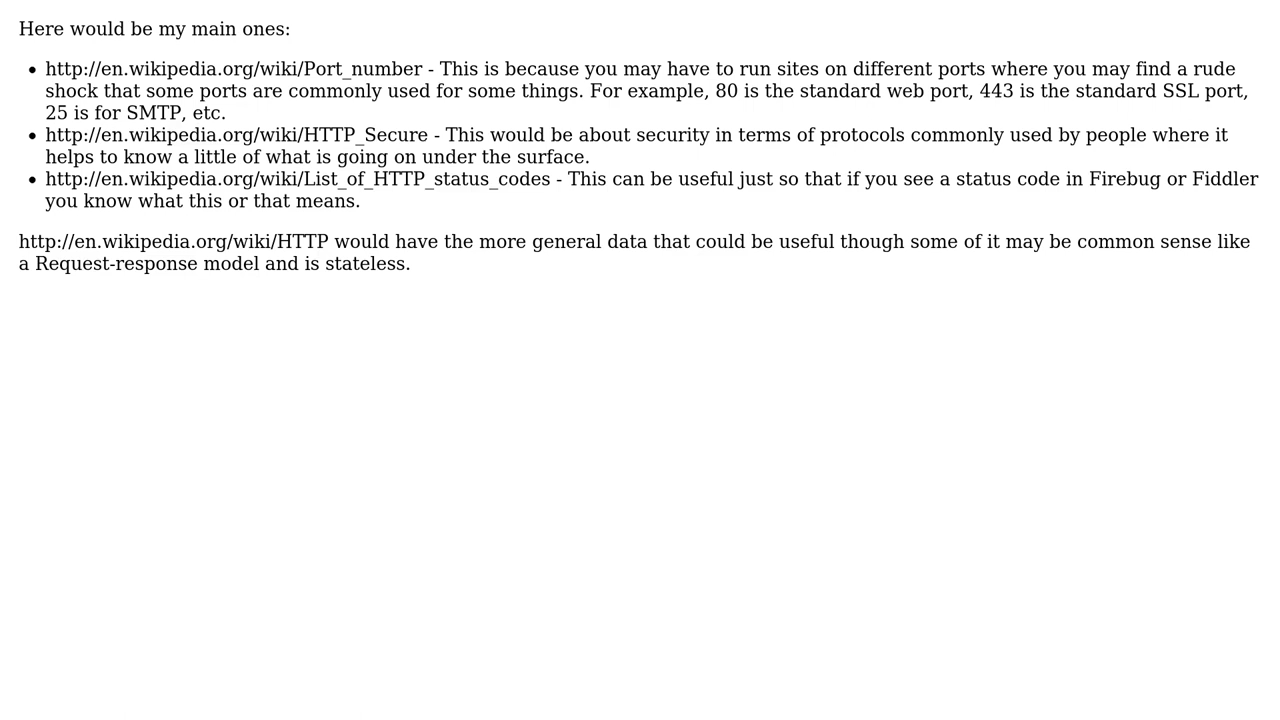 Here would be my main ones:
• http://en.wikipedia.org/wiki/Port_number - This is because you may have to run sites on different ports where you may find a rude
shock that some ports are commonly used for some things. For example, 80 is the standard web port, 443 is the standard SSL port,
25 is for SMTP, etc.
• http://en.wikipedia.org/wiki/HTTP_Secure - This would be about security in terms of protocols commonly used by people where it
helps to know a little of what is going on under the surface.
• http://en.wikipedia.org/wiki/List_of_HTTP_status_codes - This can be useful just so that if you see a status code in Firebug or Fiddler
you know what this or that means.
http://en.wikipedia.org/wiki/HTTP would have the more general data that could be useful though some of it may be common sense like
a Request-response model and is stateless.